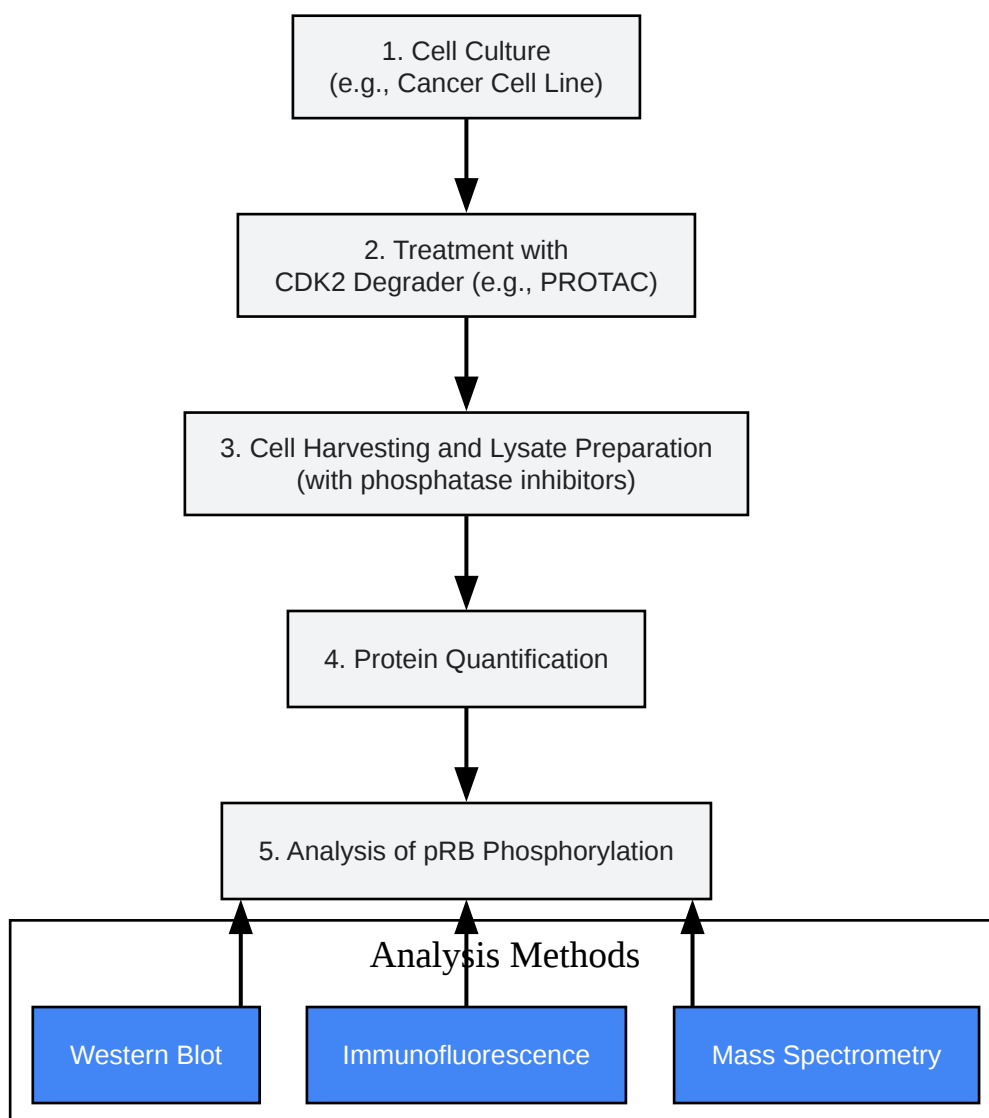 1. Cell Culture
(e.g., Cancer Cell Line)
2. Treatment with
CDK2 Degrader (e.g., PROTAC)
3. Cell Harvesting and Lysate Preparation
(with phosphatase inhibitors)
4. Protein Quantification
5. Analysis of pRB Phosphorylation
Analysis Methods
Western Blot
Immunofluorescence
Mass Spectrometry